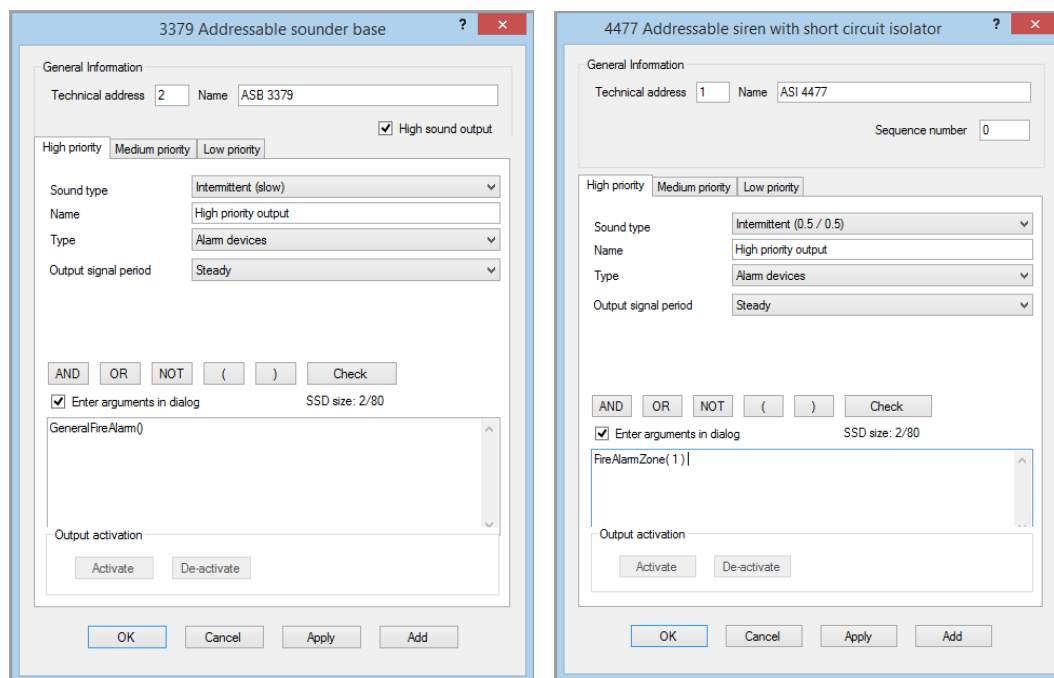 3379 Addressable sounder base ?
General Information
Technical address 2 Name ASB 3379
High sound output
High priority Medium priority Low priority
Sound type Intermittent (slow)
Name High priority output
Type Alarm devices
Output signal period Steady
AND OR NOT ( ) Check
Enter arguments in dialog SSD size: 2/80
GeneralFireAlarm()
Output activation
Activate De-activate
OK Cancel Apply Add
4477 Addressable siren with short circuit isolator ?
General Information
Technical address 1 Name ASI 4477
Sequence number 0
High priority Medium priority Low priority
Sound type Intermittent (0.5 / 0.5)
Name High priority output
Type Alarm devices
Output signal period Steady
AND OR NOT ( ) Check
Enter arguments in dialog SSD size: 2/80
FireAlarmZone( 1 )
Output activation
Activate De-activate
OK Cancel Apply Add